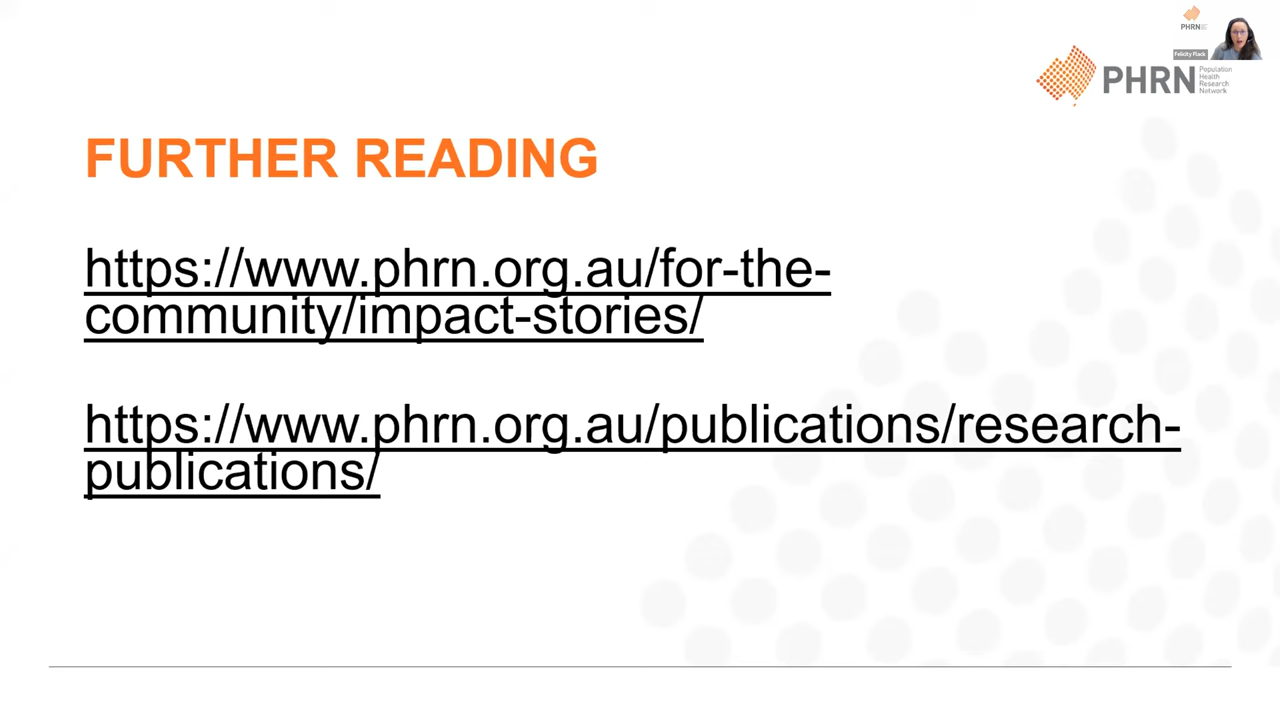 PHRN
Felicity Flack
PHRN
Population
Health
Research
Network
FURTHER READING
https://www.phrn.org.au/for-the-
community/impact-stories/
https://www.phrn.org.au/publications/research-
publications/